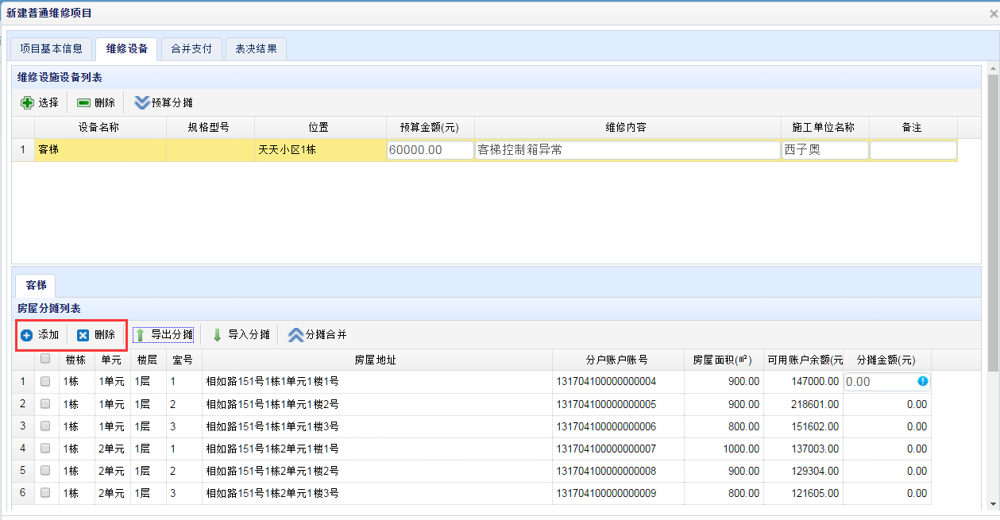 新建普通维修项目
项目基本信息 维修设备 合并支付 表决结果
维修设施设备列表
选择 删除 预算分摊
设备名称 规格型号 位置 预算金额(元) 维修内容 施工单位名称 备注
1 客梯 天天小区1栋 60000.00 客梯控制箱异常 西子奥
客梯
房屋分摊列表
添加 删除 导出分摊 导入分摊 分摊合并
楼栋 单元 楼层 室号 房屋地址 分户账户账号 房屋面积(㎡) 可用账户余额(元 分摊金额(元)
1 1栋 1单元 1层 1 相如路151号1栋1单元1楼1号 131704100000000004 900.00 147000.00 0.00
2 1栋 1单元 1层 2 相如路151号1栋1单元1楼2号 131704100000000005 900.00 218601.00 0.00
3 1栋 1单元 1层 3 相如路151号1栋1单元1楼3号 131704100000000006 800.00 151602.00 0.00
4 1栋 2单元 1层 1 相如路151号1栋2单元1楼1号 131704100000000007 1000.00 137003.00 0.00
5 1栋 2单元 1层 2 相如路151号1栋2单元1楼2号 131704100000000008 900.00 129304.00 0.00
6 1栋 2单元 1层 3 相如路151号1栋2单元1楼3号 131704100000000009 800.00 121605.00 0.00